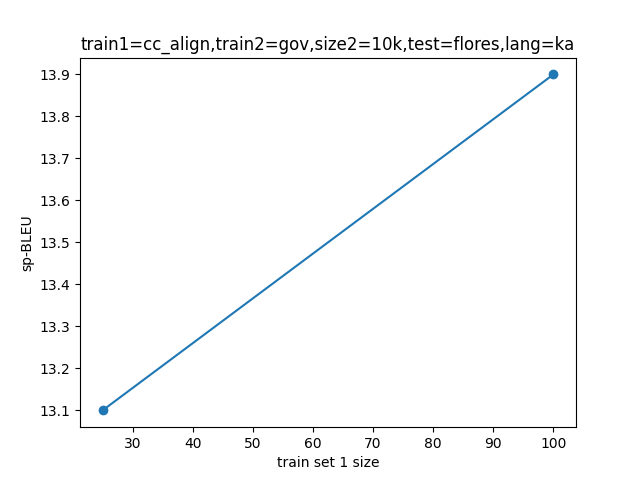 train1=cc_align,train2=gov,size2=10k,test=flores,lang=ka
13.9
13.8
13.7
13.6
13.5
13.4
13.3
13.2
13.1
sp-BLEU
30 40 50 60 70 80 90 100
train set 1 size